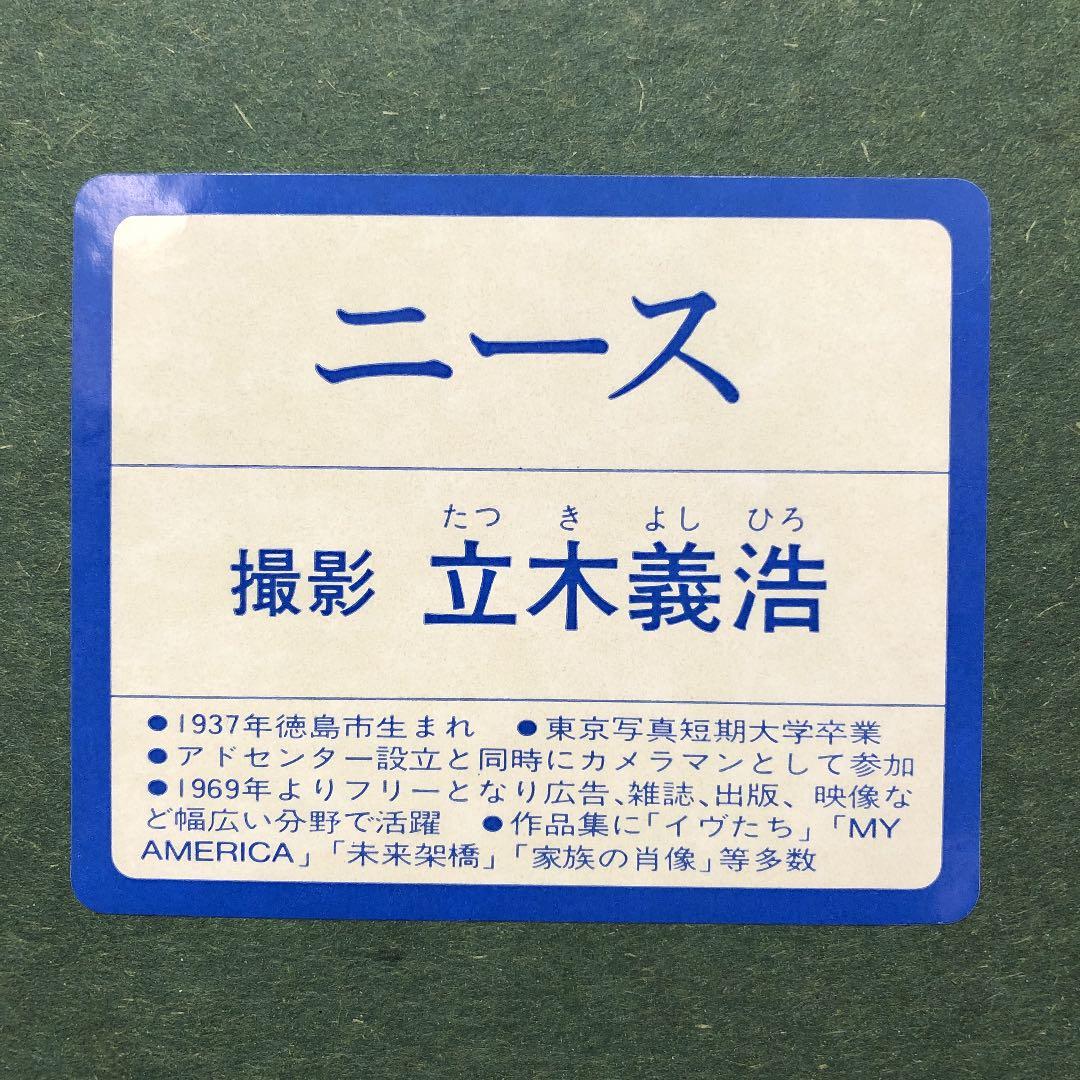 ニース
たつ き よし ひろ
撮影 立木義浩
●1937年徳島市生まれ ●東京写真短期大学卒業
●アドセンター設立と同時にカメラマンとして参加
●1969年よりフリーとなり広告、雑誌、出版、映像な
ど幅広い分野で活躍 ●作品集に「イヴたち」「MY
AMERICA」「未来架橋」「家族の肖像」等多数